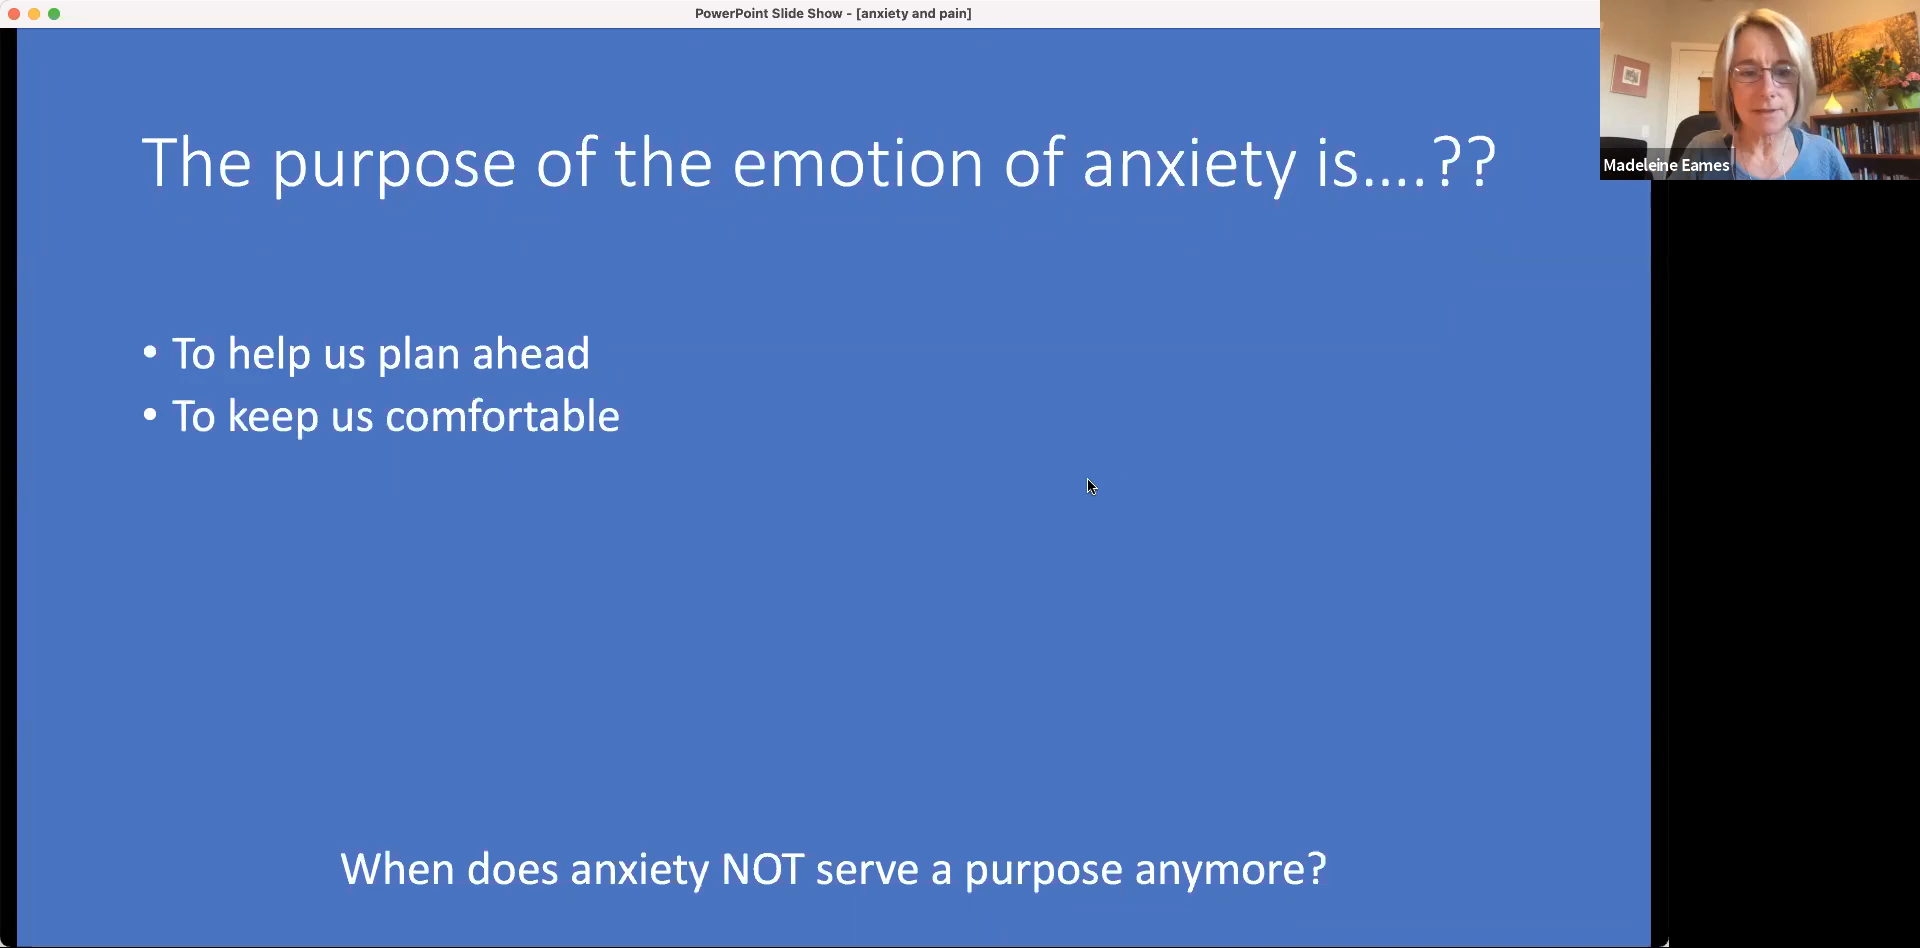 PowerPoint Slide Show - [anxiety and pain]
The purpose of the emotion of anxiety is....??
Madeleine Eames
• To help us plan ahead
• To keep us comfortable
When does anxiety NOT serve a purpose anymore?